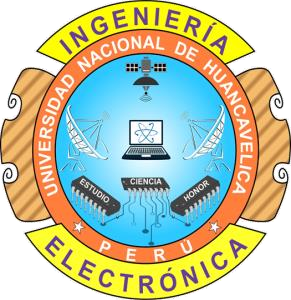 INGENIERÍA
UNIVERSIDAD NACIONAL DE HUANCAVELICA
ESTUDIO
CIENCIA
HONOR
PERU
ELECTRÓNICA